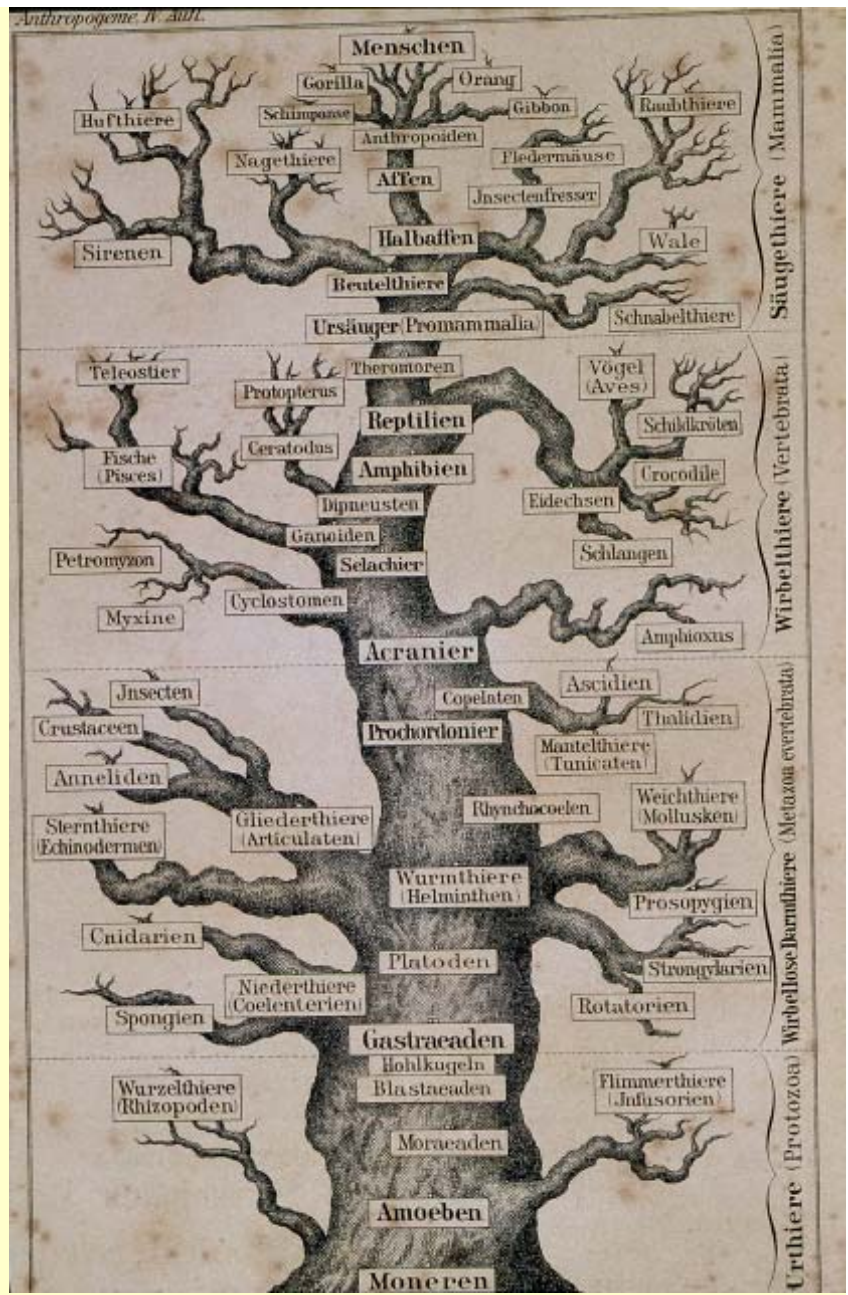 Anthropogenie. IV. Aufl.
Menschen
Gorilla
Orang
Schimpanse
Gibbon
Anthropoiden
Hufthiere
Raubthiere
Nagethiere
Fledermäuse
Affen
Jnsectenfresser
Halbaffen
Wale
Sirenen
Beutelthiere
Ursäuger (Promammalia)
Schnabelthiere
Säugethiere (Mammalia)
Teleostier
Theromoren
Vögel
(Aves)
Protopterus
Reptilien
Schildkröten
Ceratodus
Fische
(Pisces)
Amphibien
Crocodile
Dipneusten
Eidechsen
Ganoiden
Schlangen
Petromyzon
Selachier
Cyclostomen
Myxine
Amphioxus
Acranier
Wirbelthiere (Vertebrata)
Jnsecten
Copelaten
Ascidien
Crustaceen
Prochordonier
Thalidien
Mantelthiere
(Tunicaten)
Anneliden
Rhynchocoelen
Weichthiere
(Mollusken)
Sternthiere
(Echinodermen)
Gliederthiere
(Articulaten)
Wurmthiere
(Helminthen)
Prosopygien
Cnidarien
Platoden
Strongylarien
Niederthiere
(Coelenterien)
Rotatorien
Spongien
Gastraeaden
Wirbellose Darmthiere (Metazoa evertebrata)
Hohlkugeln
Blastaeaden
Wurzelthiere
(Rhizopoden)
Flimmerthiere
(Jnfusorien)
Moraeaden
Amoeben
Moneren
Urthiere (Protozoa)